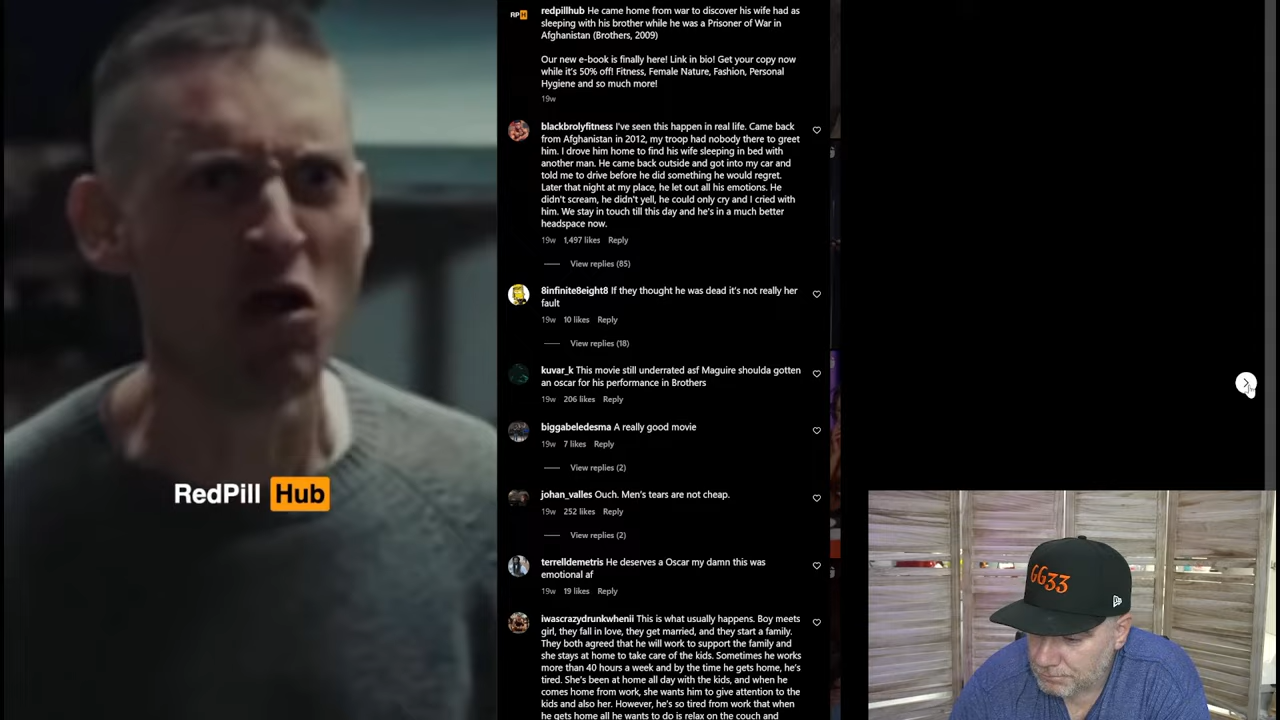 RPH
redpillhub He came home from war to discover his wife had as
sleeping with his brother while he was a Prisoner of War in
Afghanistan (Brothers, 2009)
Our new e-book is finally here! Link in bio! Get your copy now
while it's 50% off! Fitness, Female Nature, Fashion, Personal
Hygiene and so much more!
19w
blackbrolyfitness I've seen this happen in real life. Came back
from Afghanistan in 2012, my troop had nobody there to greet
him. I drove him home to find his wife sleeping in bed with
another man. He came back outside and got into my car and
told me to drive before he did something he would regret.
Later that night at my place, he let out all his emotions. He
didn't scream, he didn't yell, he could only cry and I cried with
him. We stay in touch till this day and he's in a much better
headspace now.
19w 1,497 likes Reply
View replies (85)
8infinite8eight8 If they thought he was dead it's not really her
fault
19w 10 likes Reply
View replies (18)
kuvar_k This movie still underrated asf Maguire shoulda gotten
an oscar for his performance in Brothers
19w 206 likes Reply
biggabeledesma A really good movie
19w 7 likes Reply
View replies (2)
johan_valles Ouch. Men's tears are not cheap.
19w 252 likes Reply
View replies (2)
terrelldemetris He deserves a Oscar my damn this was
emotional af
19w 19 likes Reply
iwascrazydrunkwhenii This is what usually happens. Boy meets
girl, they fall in love, they get married, and they start a family.
They both agreed that he will work to support the family and
she stays at home to take care of the kids. Sometimes he works
more than 40 hours a week and by the time he gets home, he's
tired. She's been at home all day with the kids, and when he
comes home from work, she wants him to give attention to the
kids and also her. However, he's so tired from work that when
he gets home all he wants to do is relax on the couch and
RedPill Hub
6633